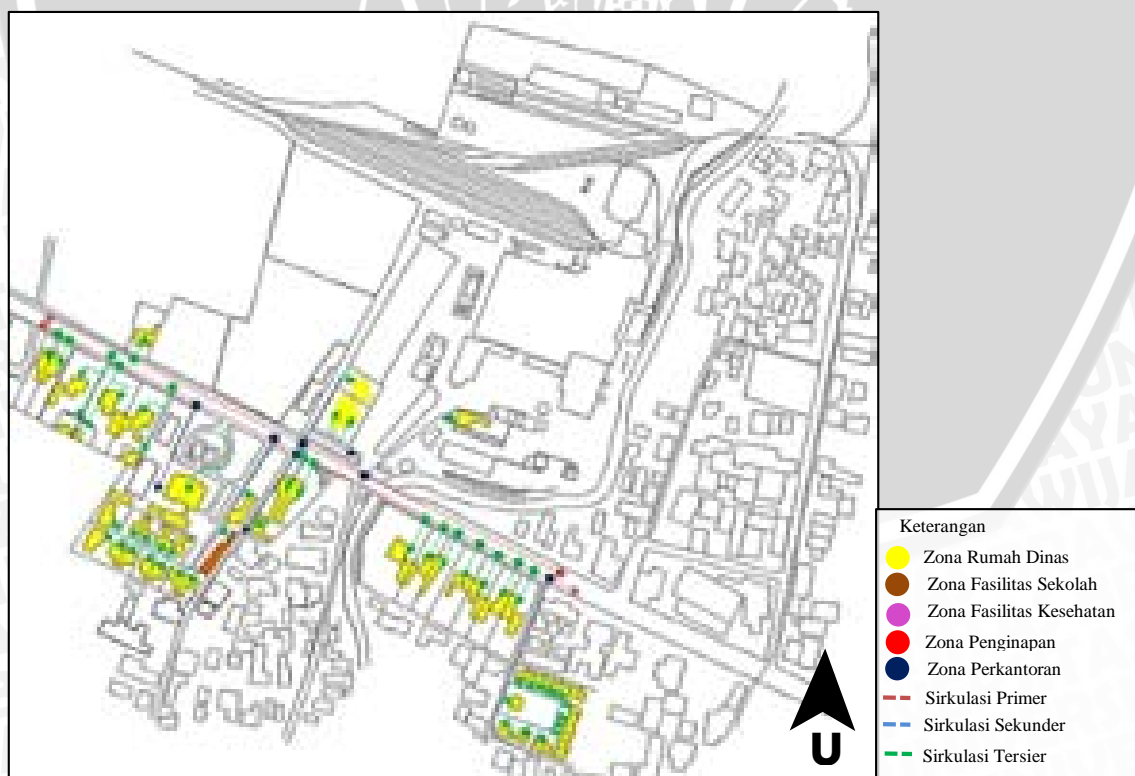 Keterangan
Zona Rumah Dinas
Zona Fasilitas Sekolah
Zona Fasilitas Kesehatan
Zona Penginapan
Zona Perkantoran
Sirkulasi Primer
Sirkulasi Sekunder
Sirkulasi Tersier
U